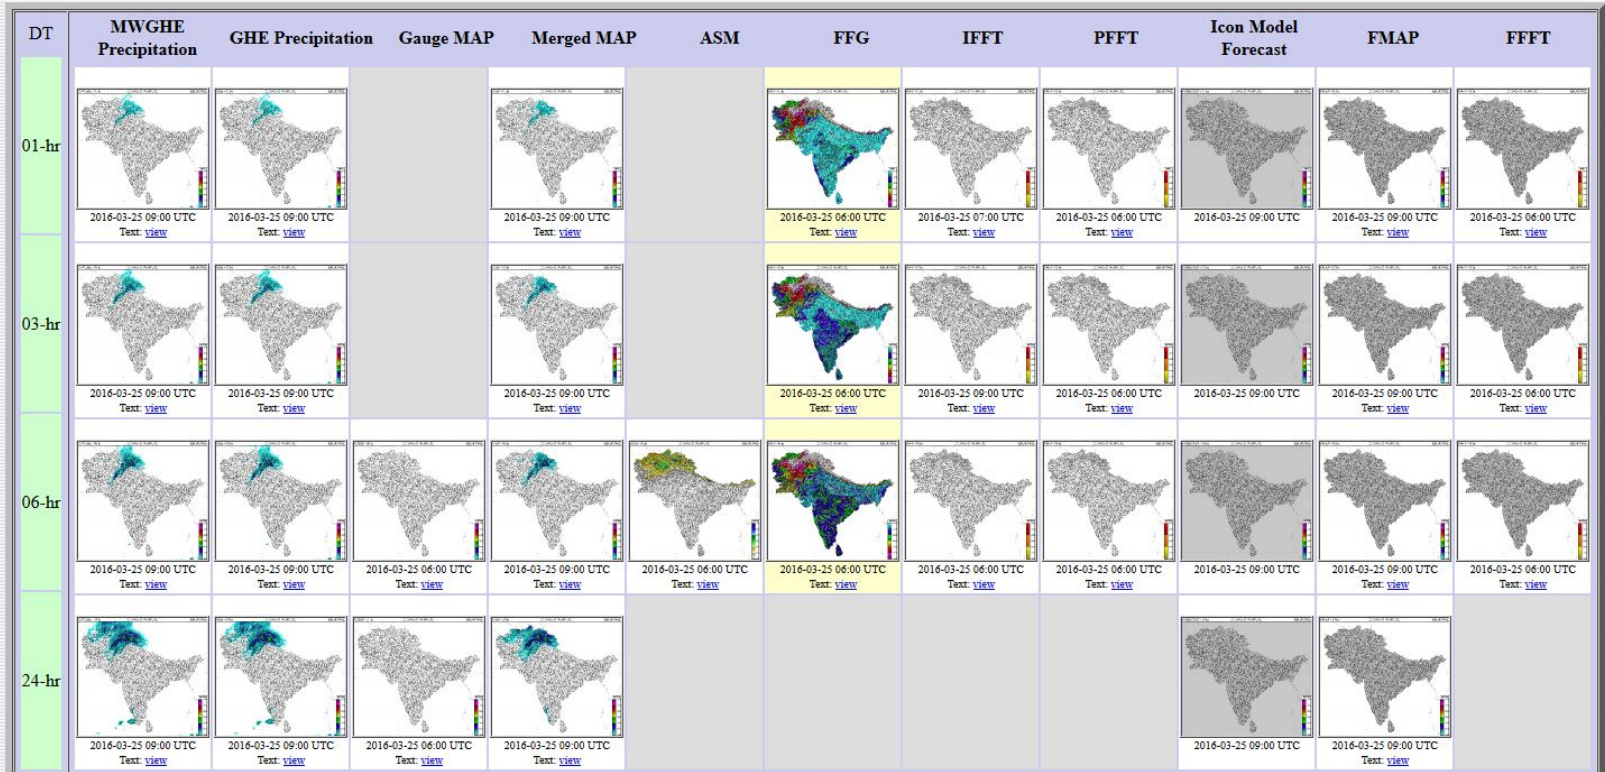 DT
MWGHE
Precipitation
GHE Precipitation
Gauge MAP
Merged MAP
ASM
FFG
IFFT
PFFT
Icon Model
Forecast
FMAP
FFFT
01-hr
2016-03-25 09:00 UTC
Text: view
2016-03-25 09:00 UTC
Text: view
2016-03-25 09:00 UTC
Text: view
2016-03-25 06:00 UTC
Text: view
2016-03-25 07:00 UTC
Text: view
2016-03-25 06:00 UTC
Text: view
2016-03-25 09:00 UTC
2016-03-25 09:00 UTC
Text: view
2016-03-25 06:00 UTC
Text: view
03-hr
2016-03-25 09:00 UTC
Text: view
2016-03-25 09:00 UTC
Text: view
2016-03-25 09:00 UTC
Text: view
2016-03-25 06:00 UTC
Text: view
2016-03-25 09:00 UTC
Text: view
2016-03-25 06:00 UTC
Text: view
2016-03-25 09:00 UTC
2016-03-25 09:00 UTC
Text: view
2016-03-25 06:00 UTC
Text: view
06-hr
2016-03-25 09:00 UTC
Text: view
2016-03-25 09:00 UTC
Text: view
2016-03-25 06:00 UTC
Text: view
2016-03-25 09:00 UTC
Text: view
2016-03-25 06:00 UTC
Text: view
2016-03-25 06:00 UTC
Text: view
2016-03-25 06:00 UTC
Text: view
2016-03-25 06:00 UTC
Text: view
2016-03-25 09:00 UTC
2016-03-25 09:00 UTC
Text: view
2016-03-25 06:00 UTC
Text: view
24-hr
2016-03-25 09:00 UTC
Text: view
2016-03-25 09:00 UTC
Text: view
2016-03-25 06:00 UTC
Text: view
2016-03-25 09:00 UTC
Text: view
2016-03-25 09:00 UTC
2016-03-25 09:00 UTC
Text: view